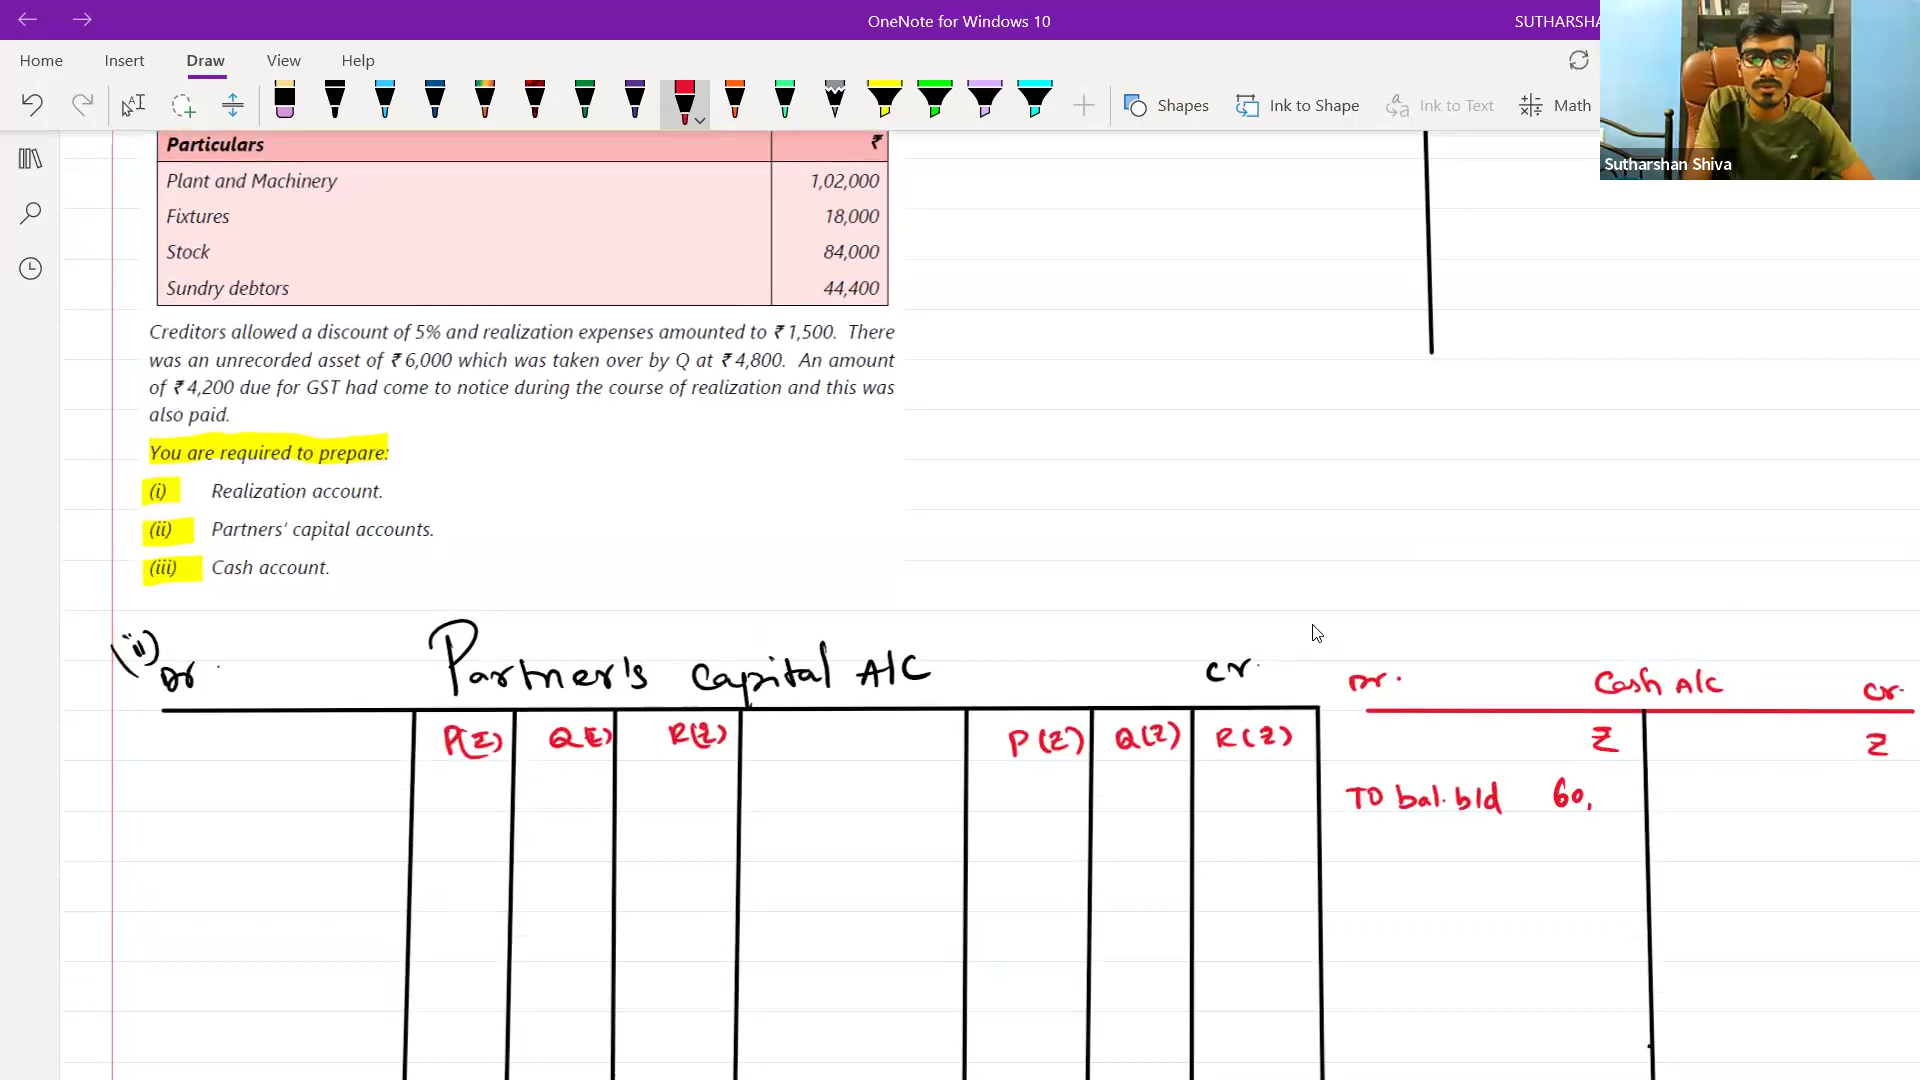 OneNote for Windows 10
SUTHARSHA
Home Insert Draw View Help
Shapes Ink to Shape Ink to Text Math
Sutharshan Shiva
Particulars ₹
Plant and Machinery 1,02,000
Fixtures 18,000
Stock 84,000
Sundry debtors 44,400
Creditors allowed a discount of 5% and realization expenses amounted to ₹ 1,500. There
was an unrecorded asset of ₹ 6,000 which was taken over by Q at ₹ 4,800. An amount
of ₹ 4,200 due for GST had come to notice during the course of realization and this was
also paid.
You are required to prepare:
(i) Realization account.
(ii) Partners' capital accounts.
(iii) Cash account.
(ii) Dr Partner's Capital A/C Cr.
P(₹) Q(₹) R(₹) P(₹) Q(₹) R(₹)
Dr. Cash A/C Cr.
₹ ₹
TO bal. b/d 60,